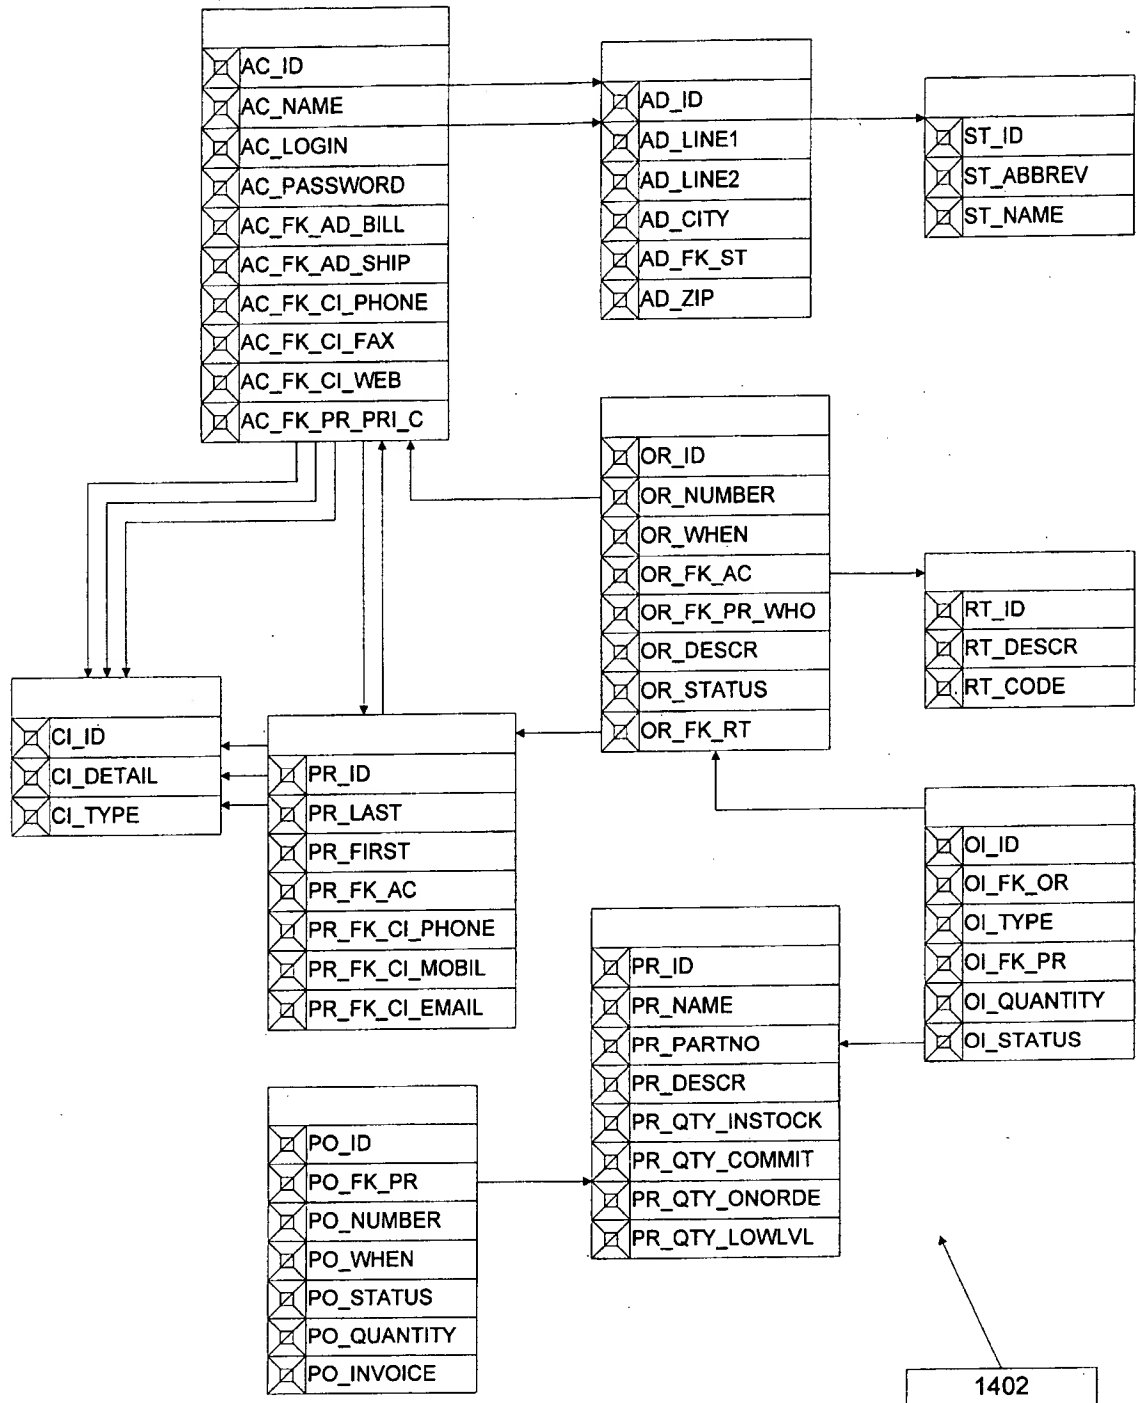 AC_ID
AC_NAME
AC_LOGIN
AC_PASSWORD
AC_FK_AD_BILL
AC_FK_AD_SHIP
AC_FK_CI_PHONE
AC_FK_CI_FAX
AC_FK_CI_WEB
AC_FK_PR_PRI_C
AD_ID
AD_LINE1
AD_LINE2
AD_CITY
AD_FK_ST
AD_ZIP
ST_ID
ST_ABBREV
ST_NAME
OR_ID
OR_NUMBER
OR_WHEN
OR_FK_AC
OR_FK_PR_WHO
OR_DESCR
OR_STATUS
OR_FK_RT
RT_ID
RT_DESCR
RT_CODE
CI_ID
CI_DETAIL
CI_TYPE
PR_ID
PR_LAST
PR_FIRST
PR_FK_AC
PR_FK_CI_PHONE
PR_FK_CI_MOBIL
PR_FK_CI_EMAIL
OI_ID
OI_FK_OR
OI_TYPE
OI_FK_PR
OI_QUANTITY
OI_STATUS
PR_ID
PR_NAME
PR_PARTNO
PR_DESCR
PR_QTY_INSTOCK
PR_QTY_COMMIT
PR_QTY_ONORDE
PR_QTY_LOWLVL
PO_ID
PO_FK_PR
PO_NUMBER
PO_WHEN
PO_STATUS
PO_QUANTITY
PO_INVOICE
1402